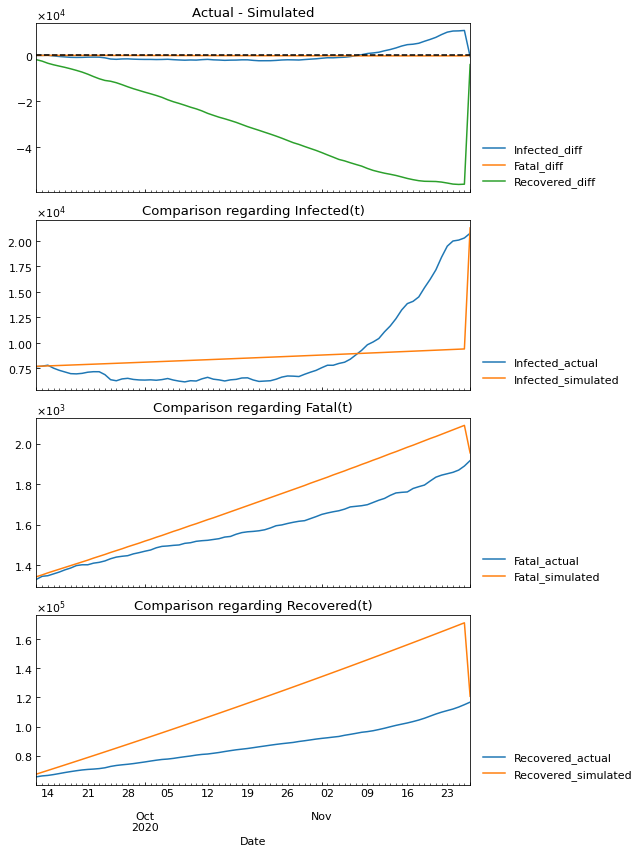 Actual - Simulated
×10⁴
0
−2
−4
Infected_diff
Fatal_diff
Recovered_diff
Comparison regarding Infected(t)
×10⁴
2.00
1.75
1.50
1.25
1.00
0.75
Infected_actual
Infected_simulated
Comparison regarding Fatal(t)
×10³
2.0
1.8
1.6
1.4
Fatal_actual
Fatal_simulated
Comparison regarding Recovered(t)
×10⁵
1.6
1.4
1.2
1.0
0.8
Recovered_actual
Recovered_simulated
14 21 28 05 12 19 26 02 09 16 23
Oct Nov
2020
Date